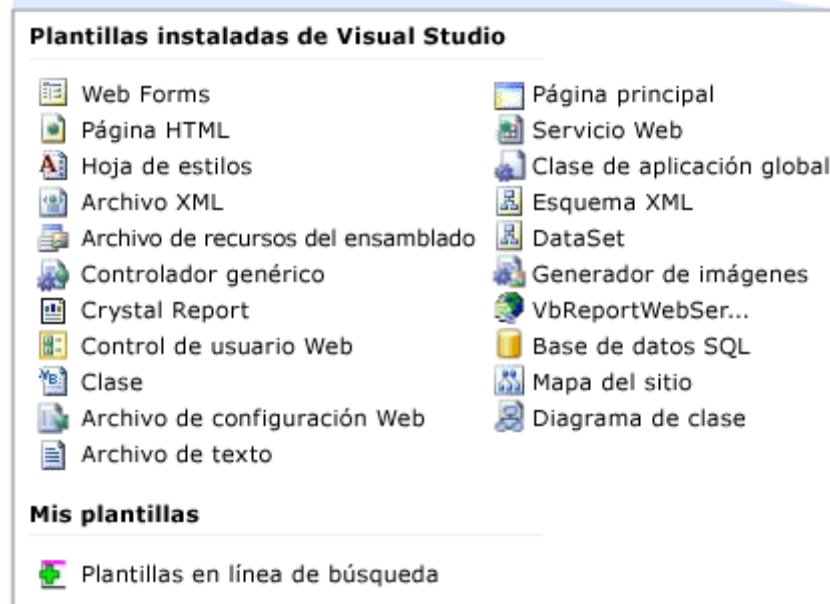 Plantillas instaladas de Visual Studio
Web Forms
Página HTML
Hoja de estilos
Archivo XML
Archivo de recursos del ensamblado
Controlador genérico
Crystal Report
Control de usuario Web
Clase
Archivo de configuración Web
Archivo de texto
Página principal
Servicio Web
Clase de aplicación global
Esquema XML
DataSet
Generador de imágenes
VbReportWebSer...
Base de datos SQL
Mapa del sitio
Diagrama de clase
Mis plantillas
Plantillas en línea de búsqueda